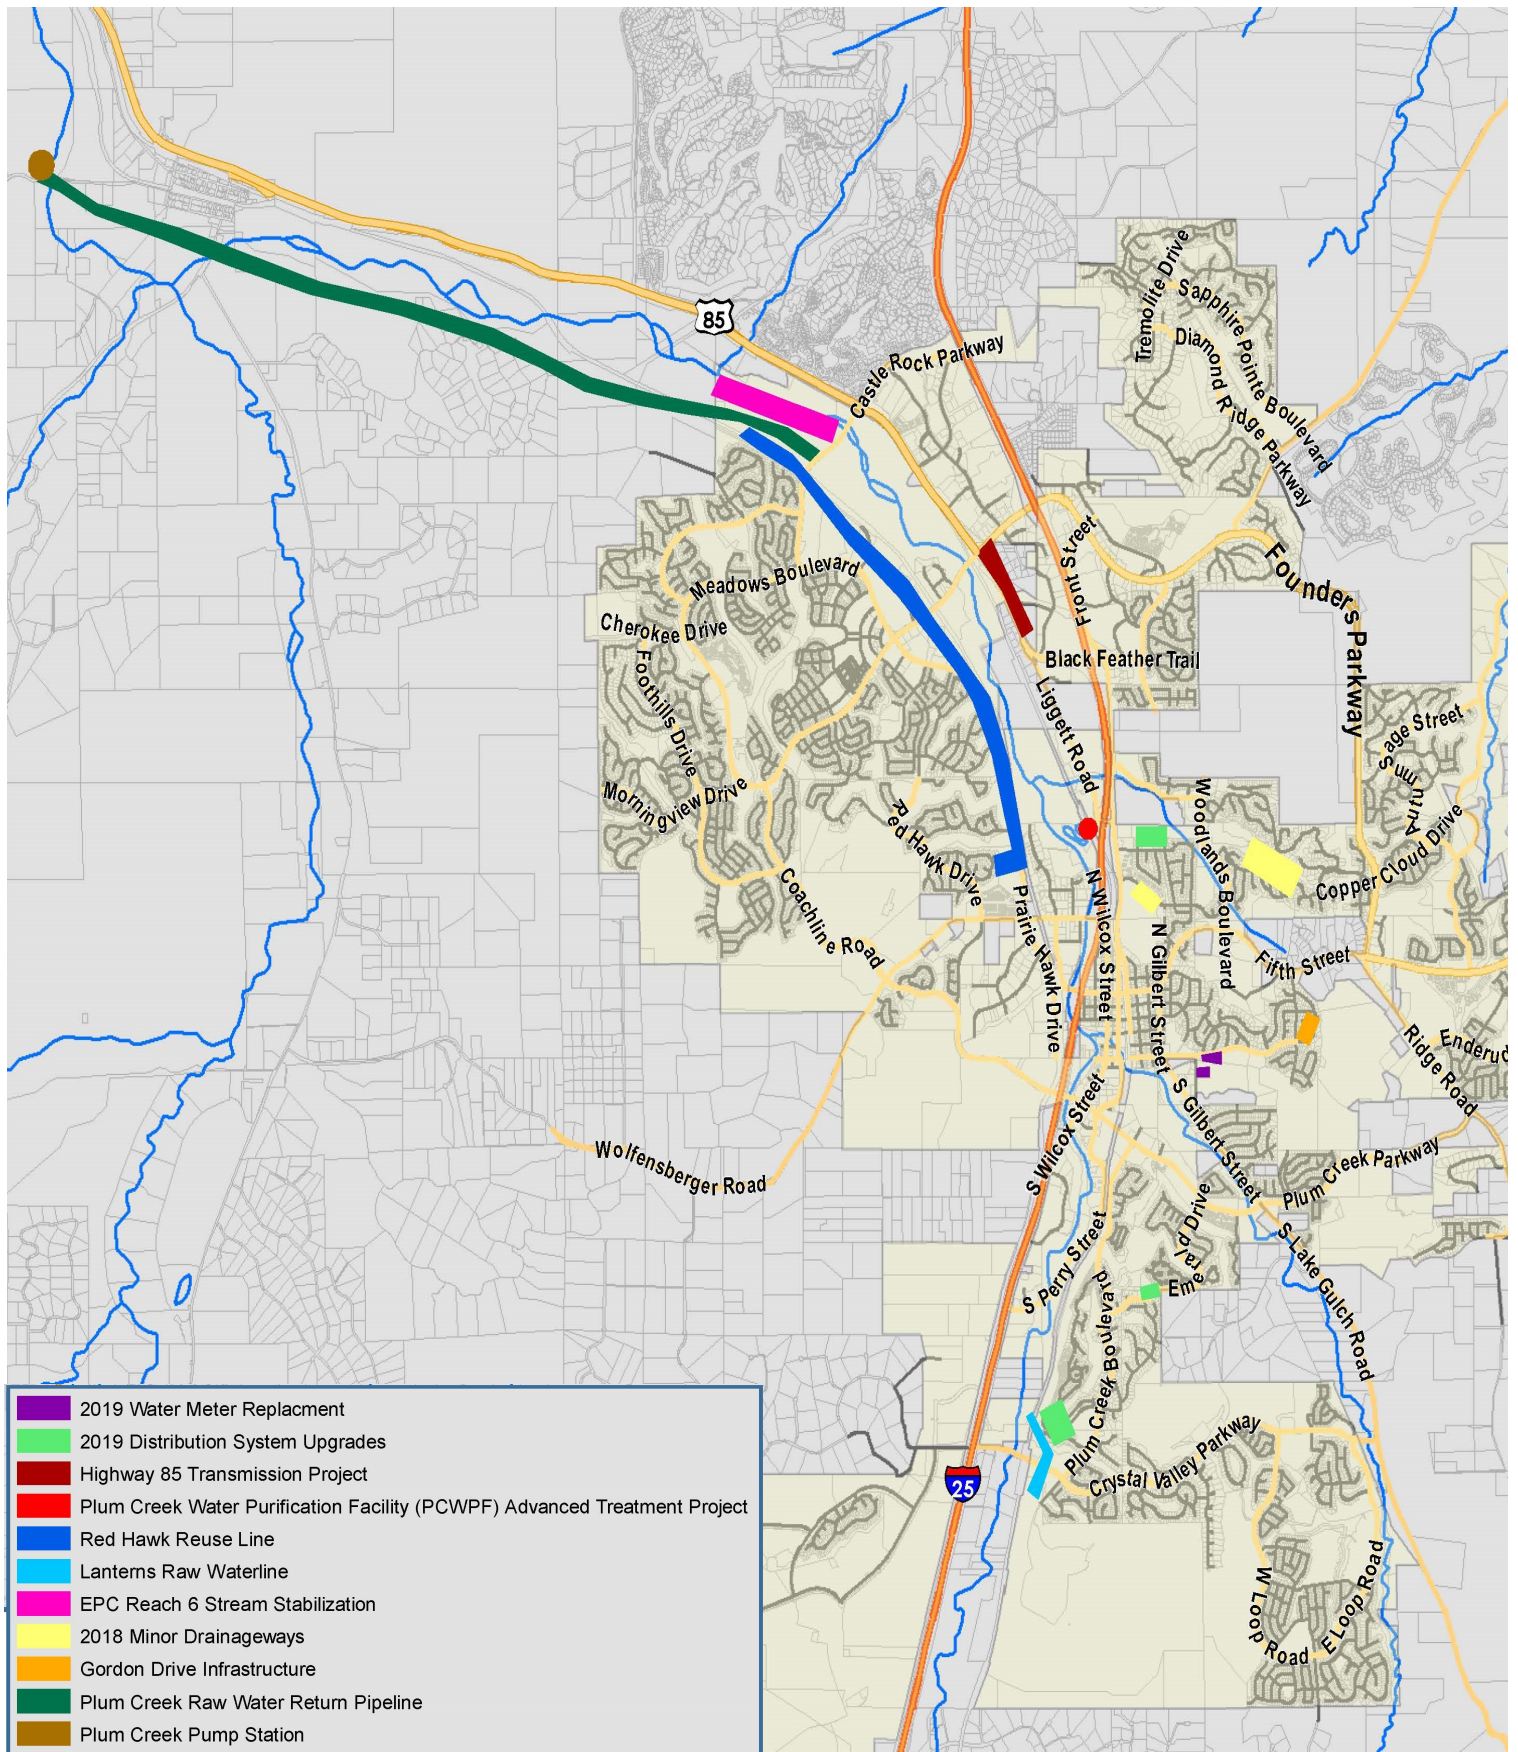 85
Castle Rock Parkway
Tremolite Drive
Sapphire Pointe Boulevard
Diamond Ridge Parkway
Front Street
Founders Parkway
Meadows Boulevard
Cherokee Drive
Foothills Drive
Black Feather Trail
Liggett Road
Sage Street
Autumn
Morningview Drive
Red Hawk Drive
Woodlands Boulevard
Copper Cloud Drive
Coachline Road
Prairie Hawk Drive
N Wilcox Street
N Gilbert Street
Fifth Street
Ridge Road
Enderud
S Gilbert Street
S Wilcox Street
Wolfensberger Road
Plum Creek Parkway
Emerald Drive
S Perry Street
S Lake Gulch Road
Plum Creek Boulevard
Crystal Valley Parkway
25
W Loop Road
E Loop Road
2019 Water Meter Replacment
2019 Distribution System Upgrades
Highway 85 Transmission Project
Plum Creek Water Purification Facility (PCWPF) Advanced Treatment Project
Red Hawk Reuse Line
Lanterns Raw Waterline
EPC Reach 6 Stream Stabilization
2018 Minor Drainageways
Gordon Drive Infrastructure
Plum Creek Raw Water Return Pipeline
Plum Creek Pump Station